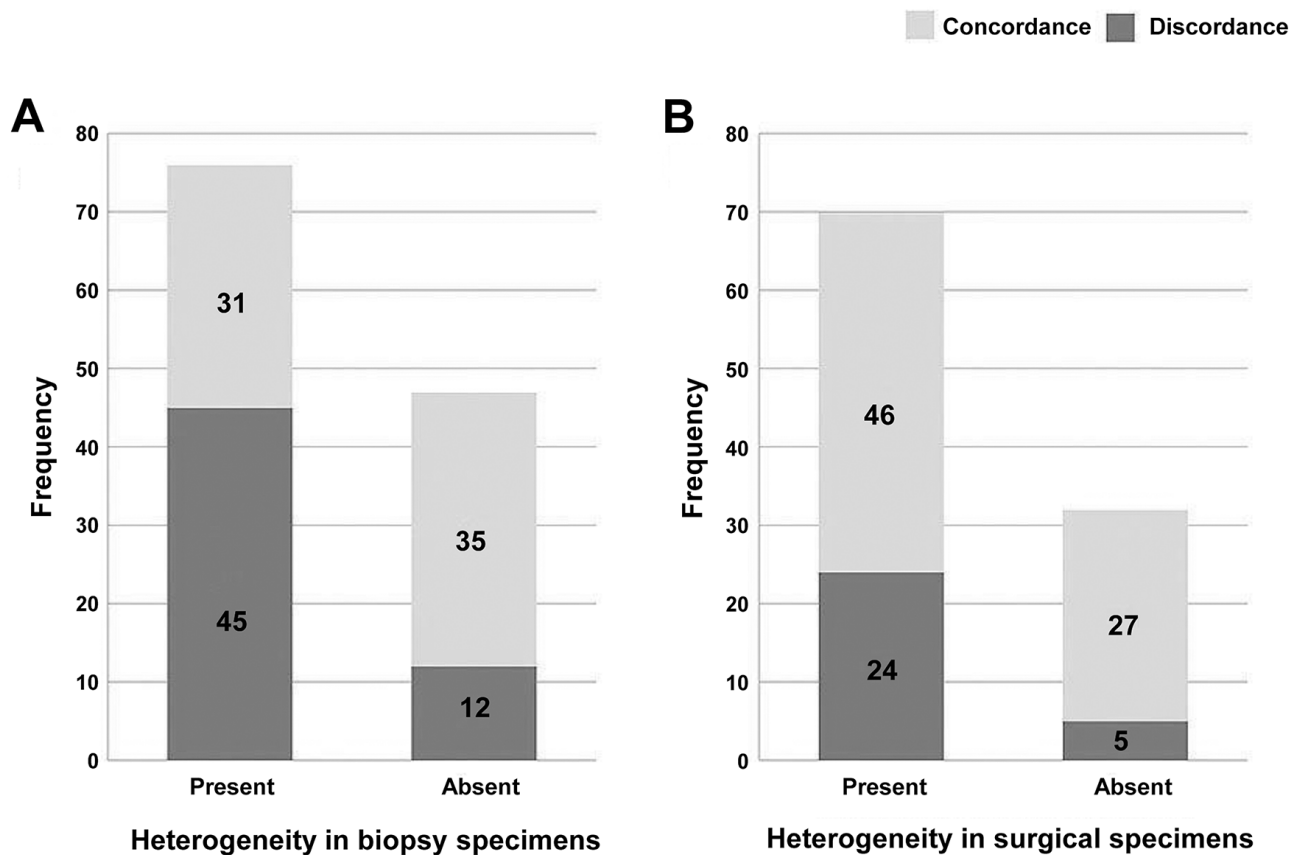 Concordance Discordance
A
80
70
60
50
40
30
20
10
0
Frequency
31
45
35
12
Present Absent
Heterogeneity in biopsy specimens
B
80
70
60
50
40
30
20
10
0
Frequency
46
24
27
5
Present Absent
Heterogeneity in surgical specimens